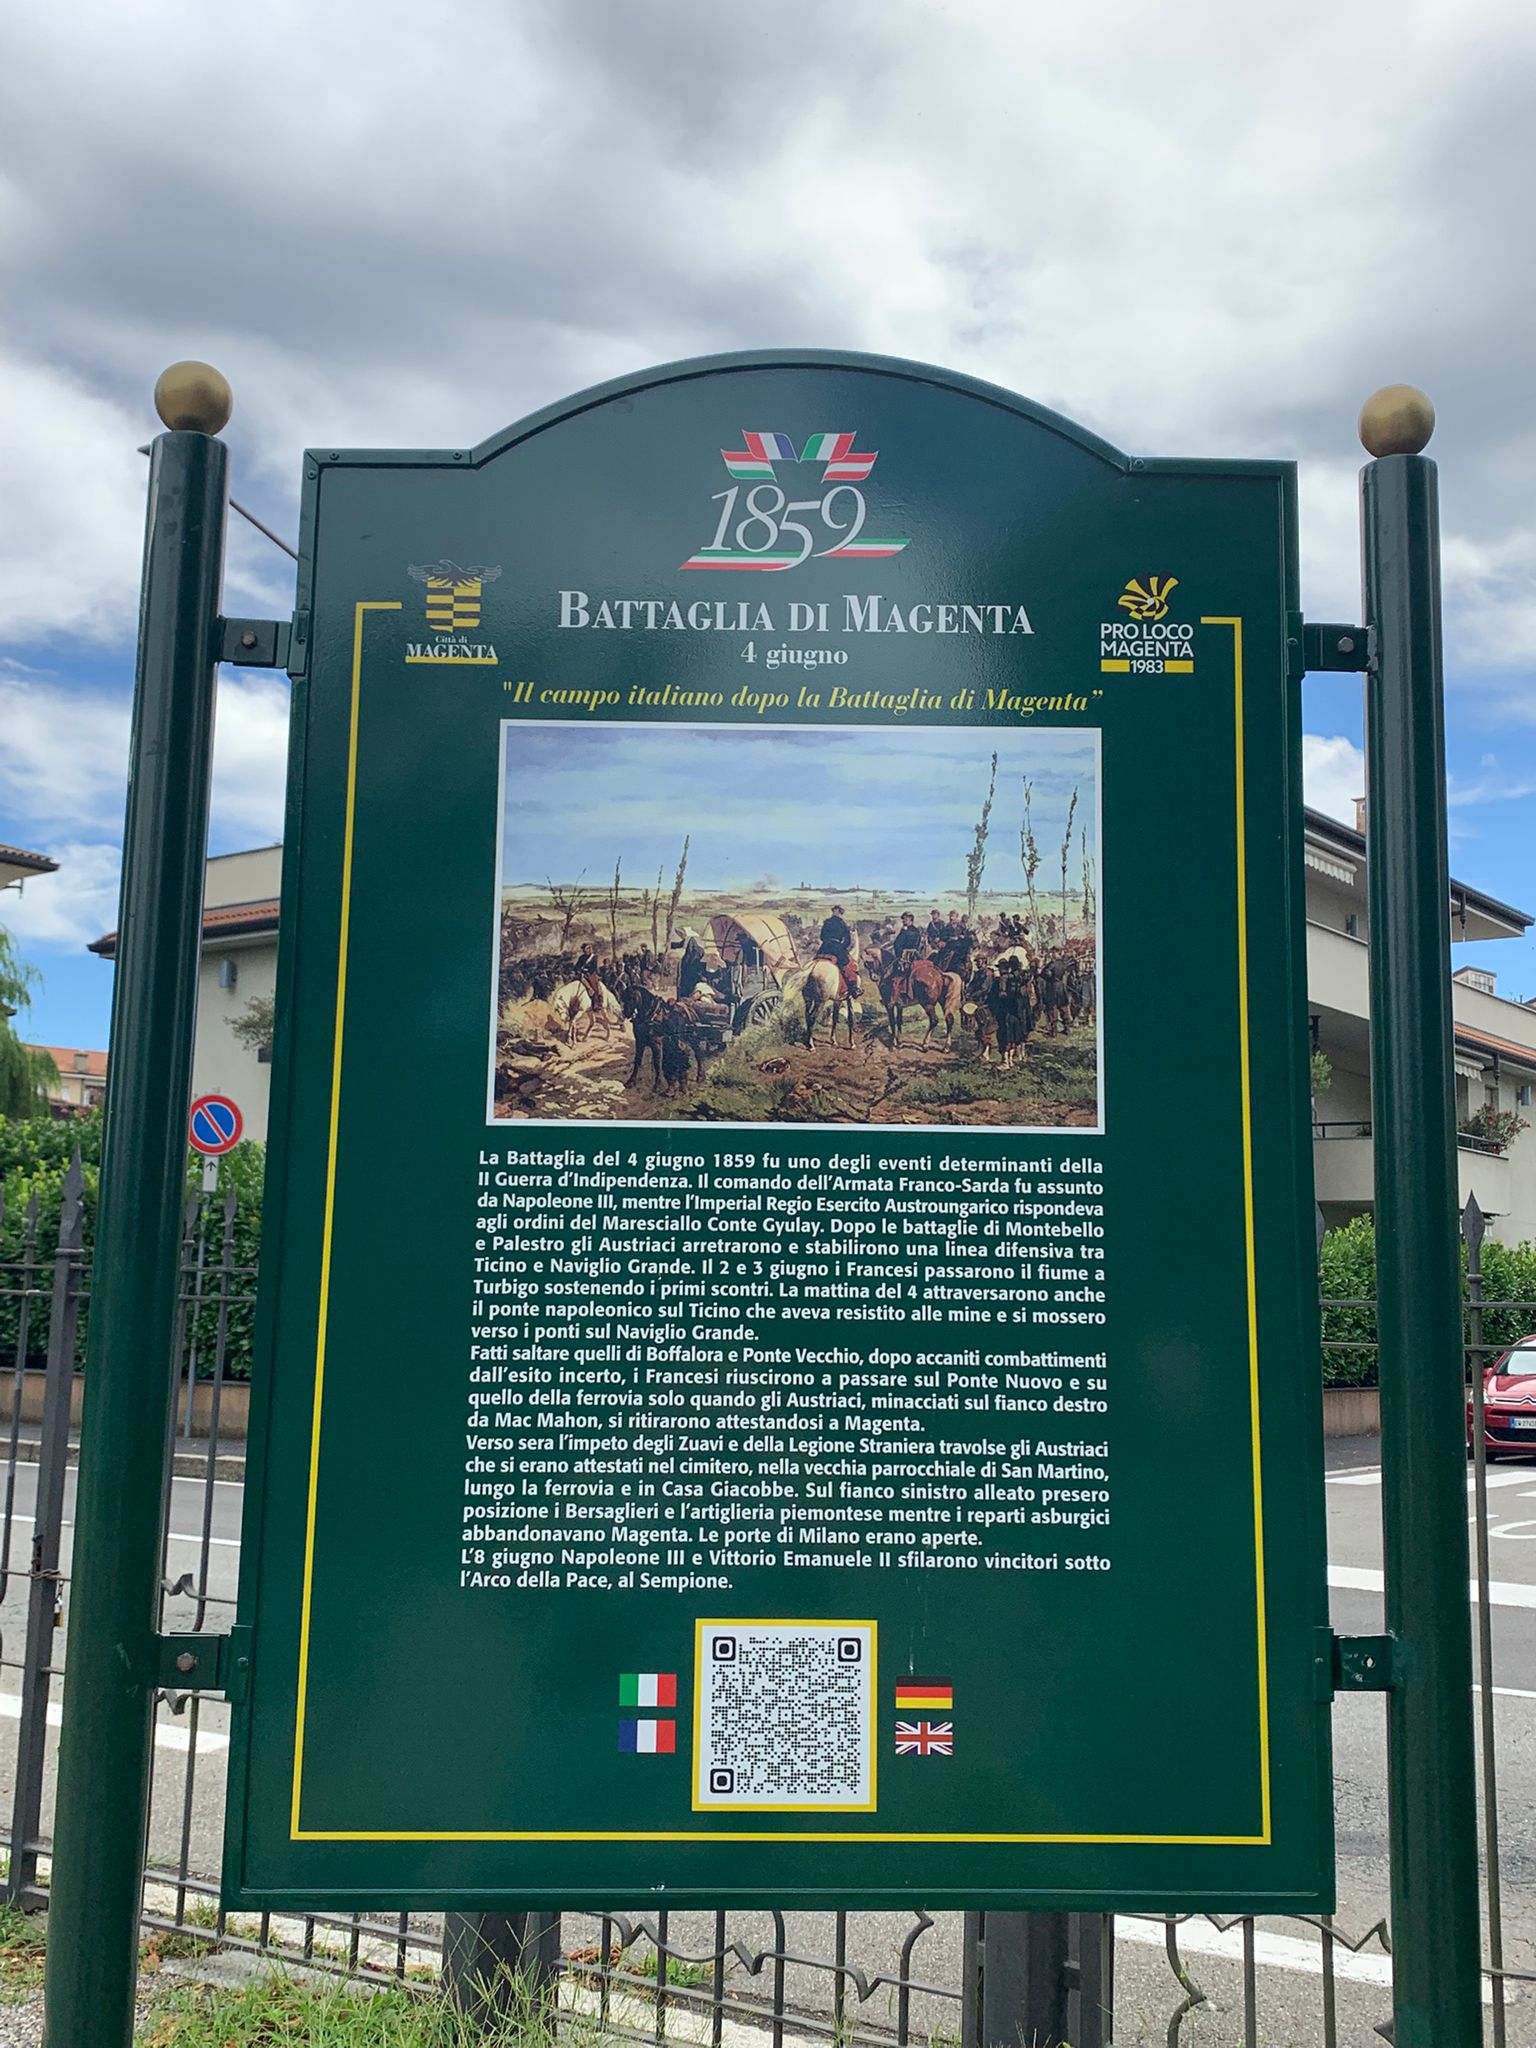 1859
Città di
MAGENTA
BATTAGLIA DI MAGENTA
4 giugno
PRO LOCO
MAGENTA
1983
"Il campo italiano dopo la Battaglia di Magenta”
La Battaglia del 4 giugno 1859 fu uno degli eventi determinanti della
II Guerra d'Indipendenza. Il comando dell'Armata Franco-Sarda fu assunto
da Napoleone III, mentre l'Imperial Regio Esercito Austroungarico rispondeva
agli ordini del Maresciallo Conte Gyulay. Dopo le battaglie di Montebello
e Palestro gli Austriaci arretrarono e stabilirono una linea difensiva tra
Ticino e Naviglio Grande. Il 2 e 3 giugno i Francesi passarono il fiume a
Turbigo sostenendo i primi scontri. La mattina del 4 attraversarono anche
il ponte napoleonico sul Ticino che aveva resistito alle mine e si mossero
verso i ponti sul Naviglio Grande.
Fatti saltare quelli di Boffalora e Ponte Vecchio, dopo accaniti combattimenti
dall'esito incerto, i Francesi riuscirono a passare sul Ponte Nuovo e su
quello della ferrovia solo quando gli Austriaci, minacciati sul fianco destro
da Mac Mahon, si ritirarono attestandosi a Magenta.
Verso sera l'impeto degli Zuavi e della Legione Straniera travolse gli Austriaci
che si erano attestati nel cimitero, nella vecchia parrocchiale di San Martino,
lungo la ferrovia e in Casa Giacobbe. Sul fianco sinistro alleato presero
posizione i Bersaglieri e l'artiglieria piemontese mentre i reparti asburgici
abbandonavano Magenta. Le porte di Milano erano aperte.
L'8 giugno Napoleone III e Vittorio Emanuele II sfilarono vincitori sotto
l'Arco della Pace, al Sempione.